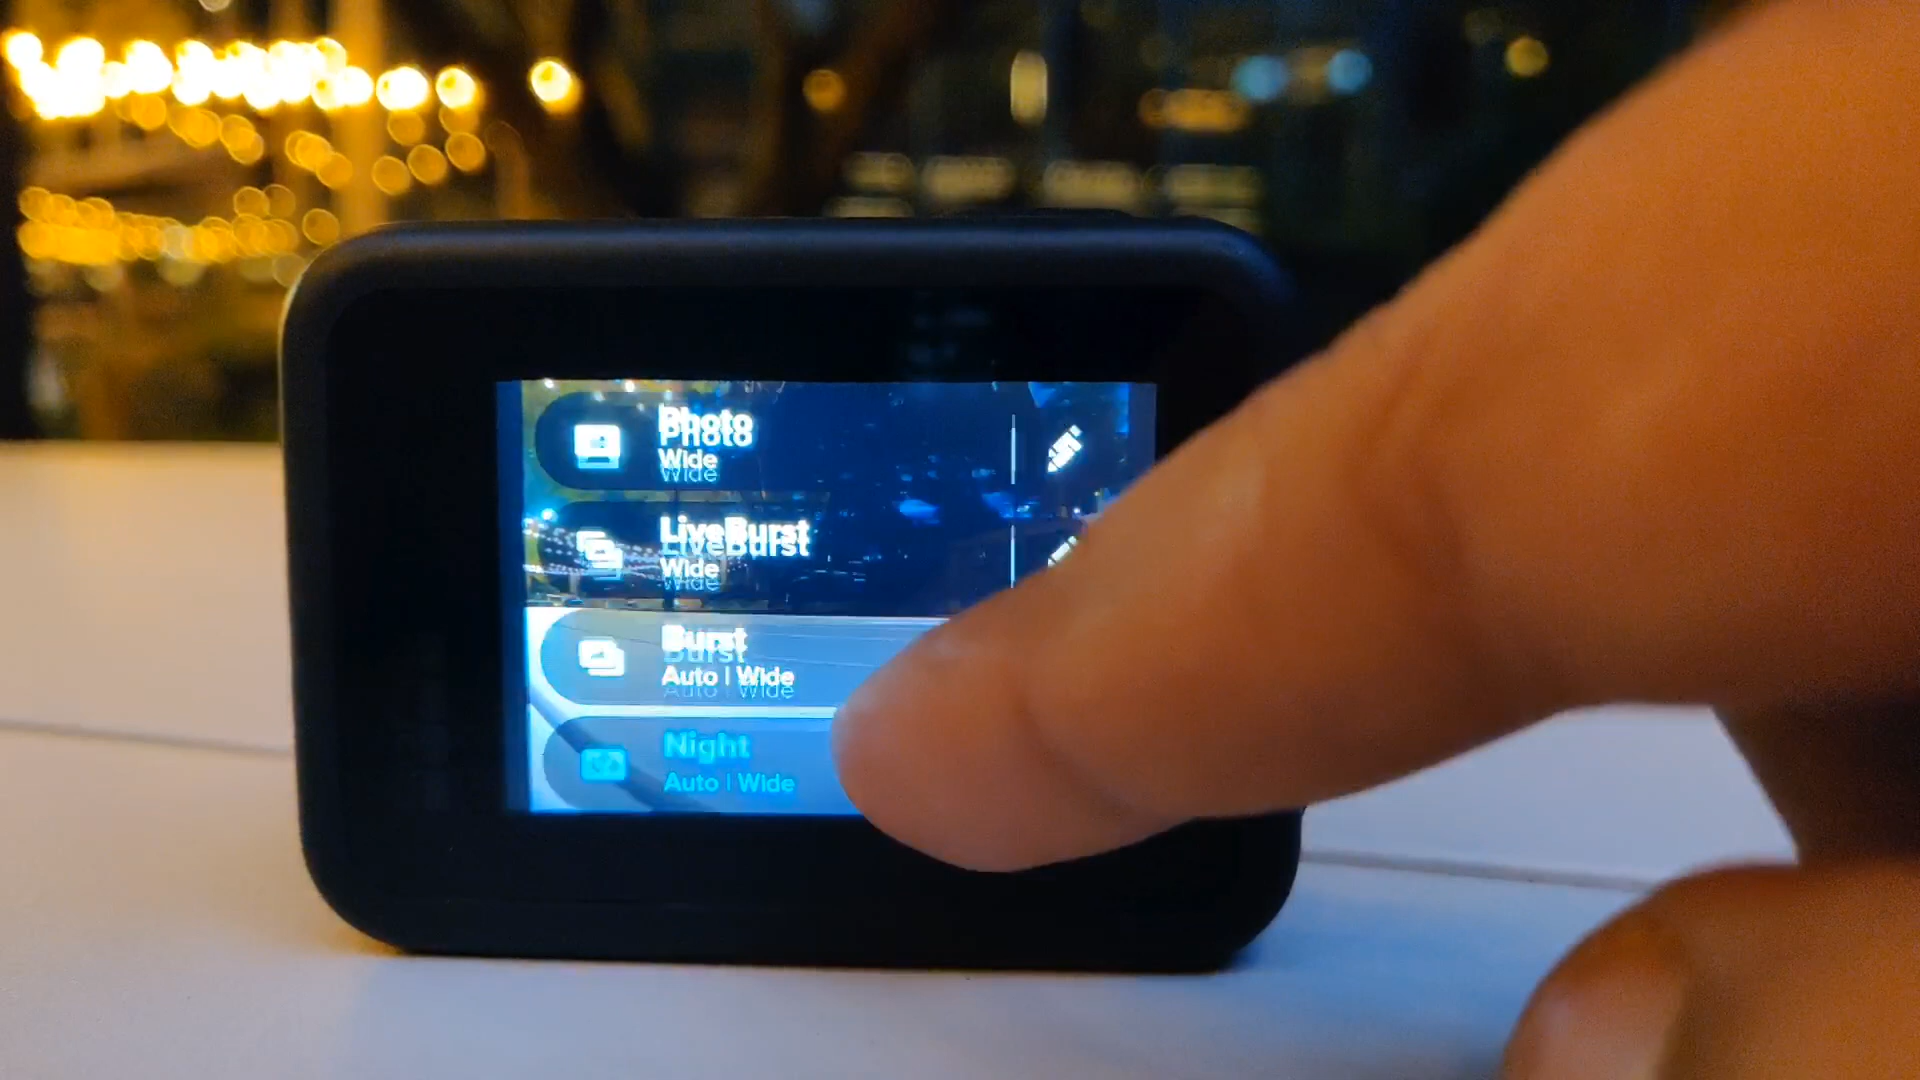 Photo
Wide
LiveBurst
Wide
Burst
Auto | Wide
Night
Auto | Wide